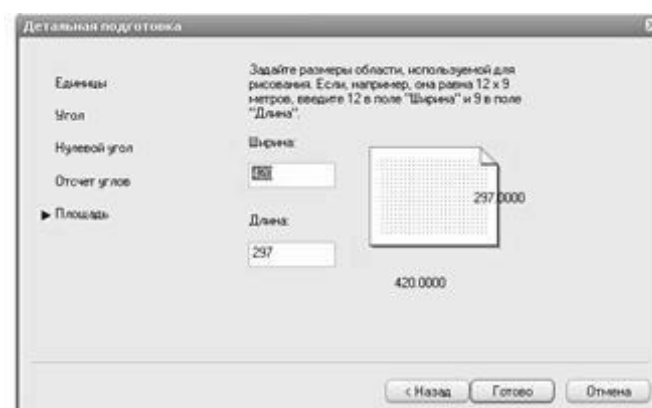 Детальная подготовка
Единицы
Угол
Нулевой угол
Отсчет углов
Площадь
Задайте размеры области, используемой для
рисования. Если, например, она равна 12 x 9
метров, введите 12 в поле "Ширина" и 9 в поле
"Длина".
Ширина:
420
Длина:
297
297.0000
420.0000
< Назад
Готово
Отмена